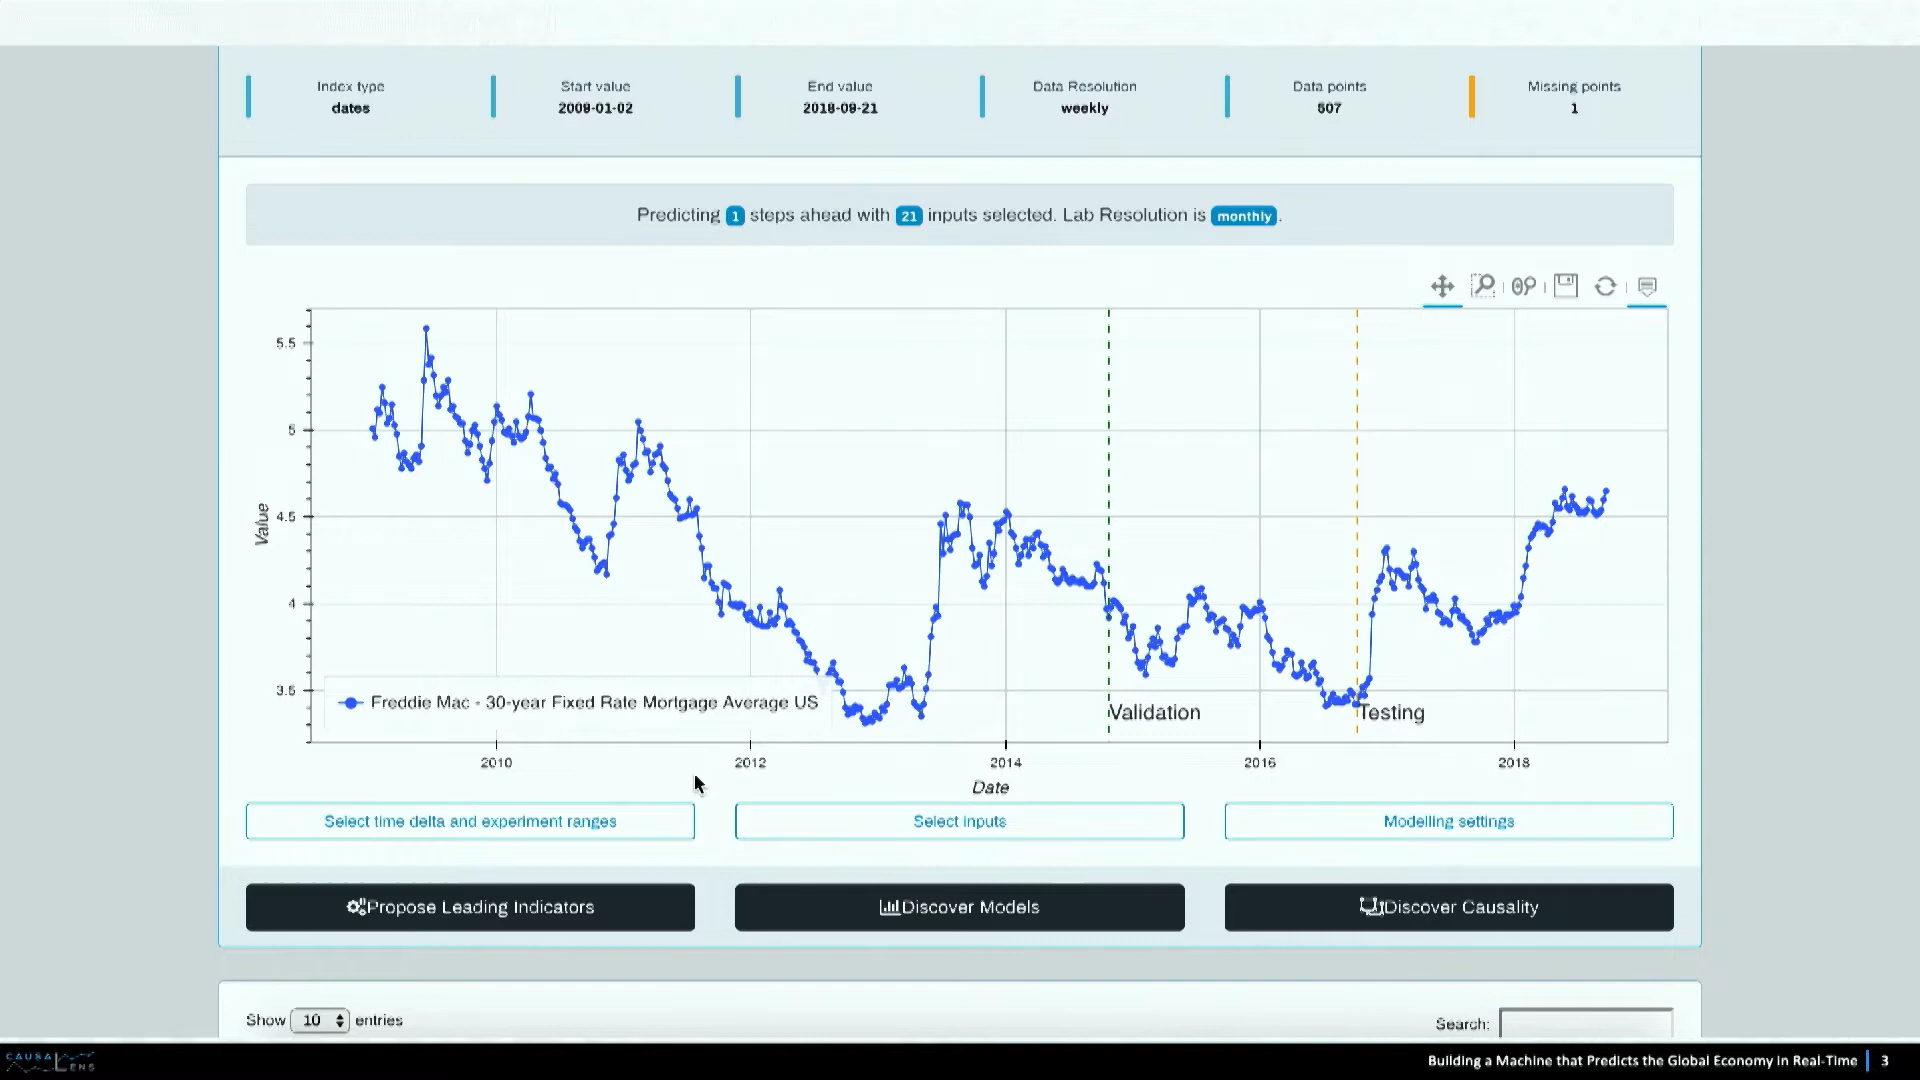 Index type
dates
Start value
2009-01-02
End value
2018-09-21
Data Resolution
weekly
Data points
507
Missing points
1
Predicting 1 steps ahead with 21 inputs selected. Lab Resolution is monthly.
5.5
5
4.5
4
3.5
Value
Freddie Mac - 30-year Fixed Rate Mortgage Average US
Validation
Testing
2010
2012
2014
2016
2018
Date
Select time delta and experiment ranges
Select inputs
Modelling settings
Propose Leading Indicators
Discover Models
Discover Causality
Show 10 entries
Search:
CAUSALENS
Building a Machine that Predicts the Global Economy in Real-Time 3